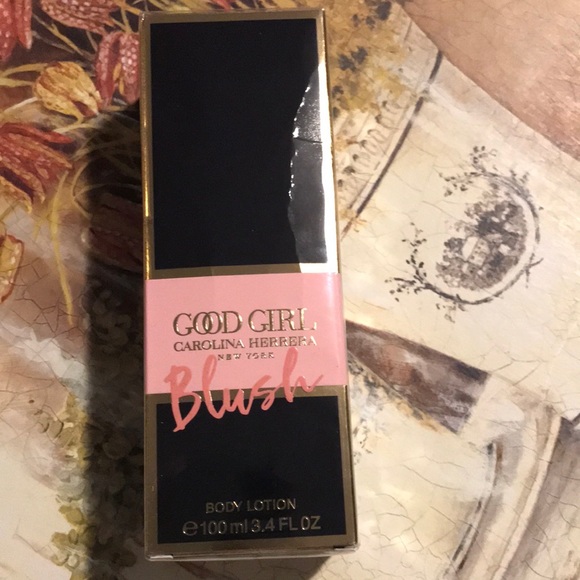 GOOD GIRL
CAROLINA HERRERA
NEW YORK
Blush
BODY LOTION
℮100 ml 3.4 FL OZ